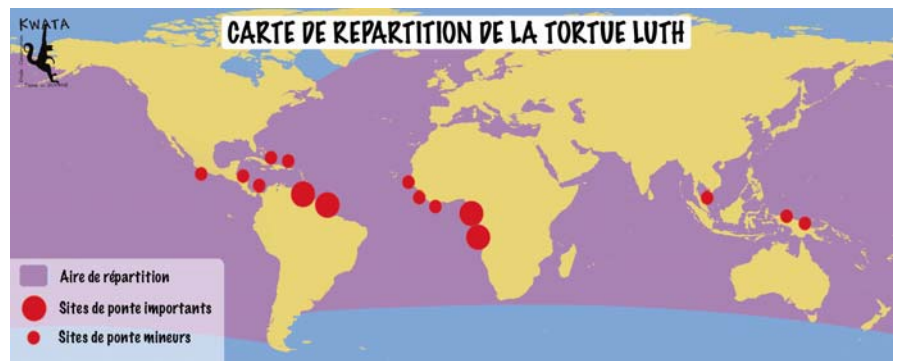 KWATA
CARTE DE REPARTITION DE LA TORTUE LUTH
Aire de répartition
Sites de ponte importants
Sites de ponte mineurs